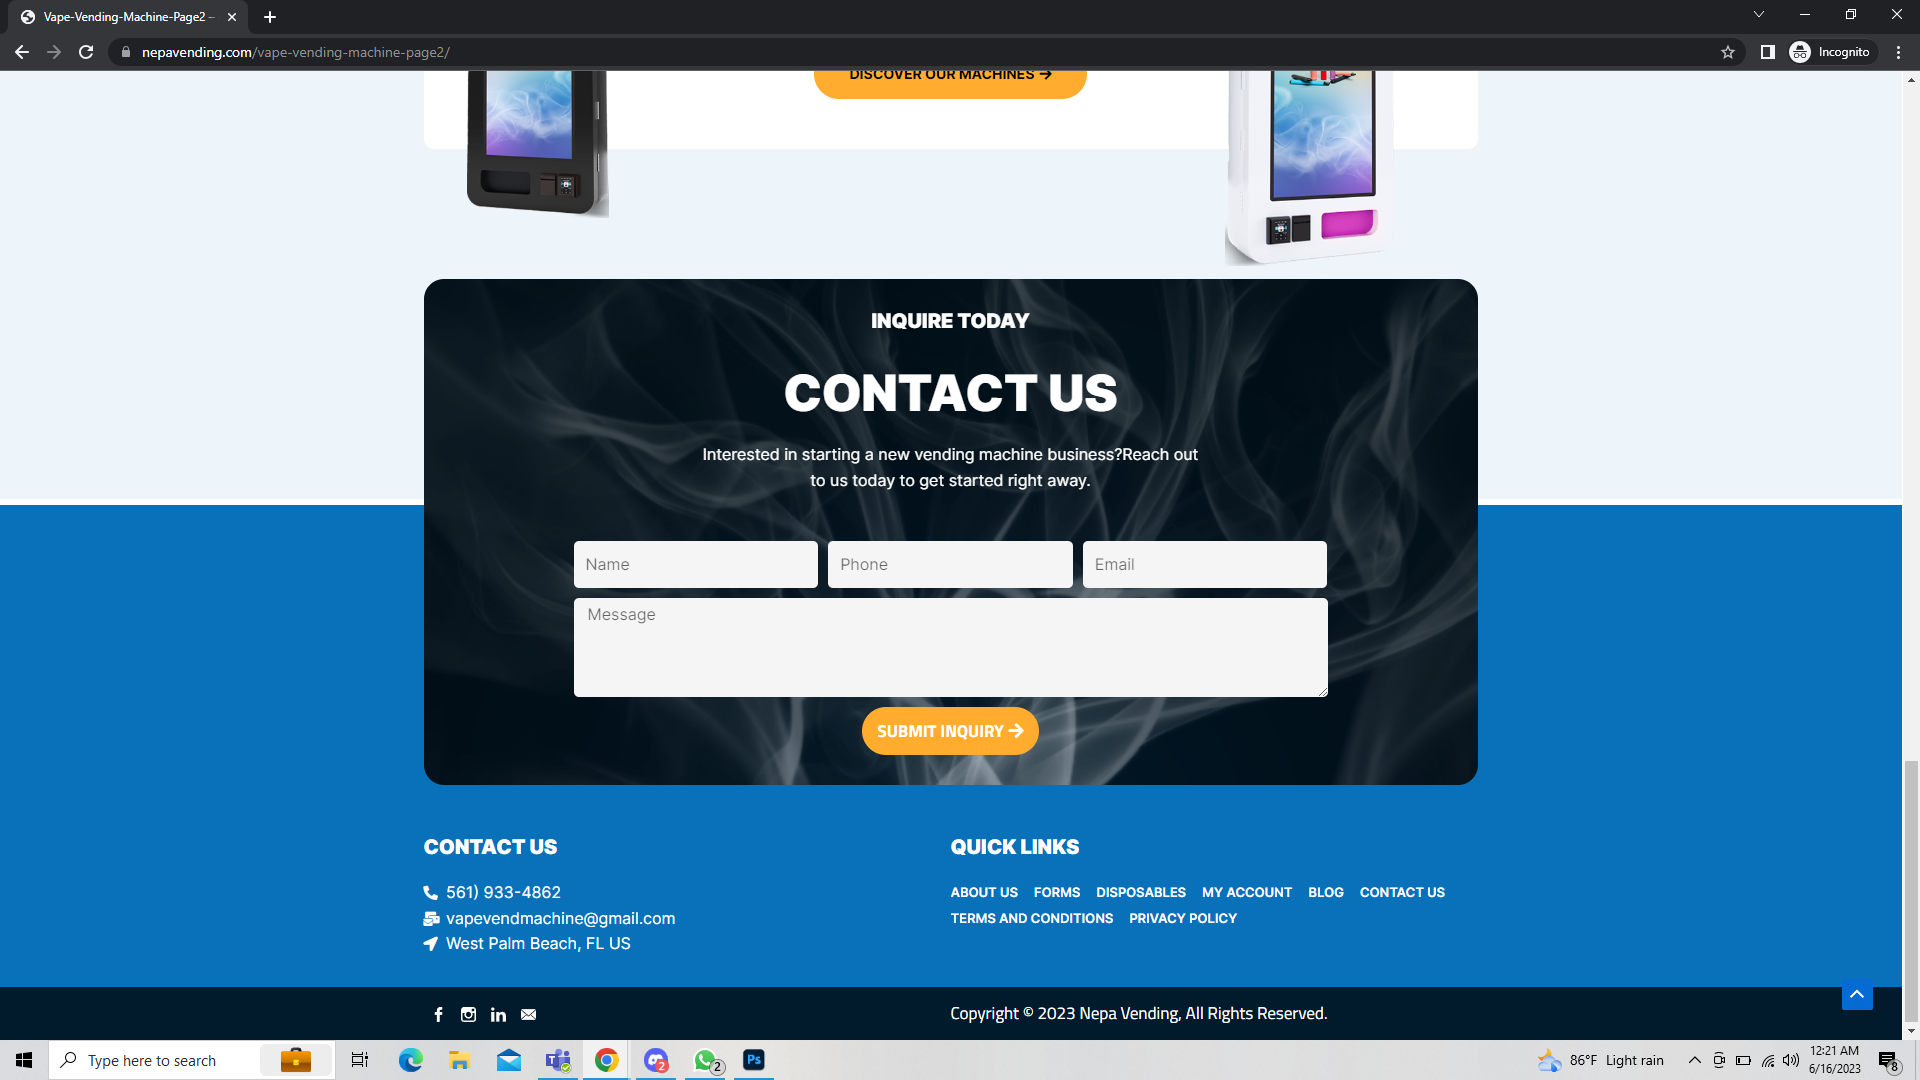 Vape-Vending-Machine-Page2 –
nepavending.com/vape-vending-machine-page2/
Incognito
DISCOVER OUR MACHINES →
INQUIRE TODAY
CONTACT US
Interested in starting a new vending machine business?Reach out
to us today to get started right away.
Name
Phone
Email
Message
SUBMIT INQUIRY →
CONTACT US
561) 933-4862
vapevendmachine@gmail.com
West Palm Beach, FL US
QUICK LINKS
ABOUT US FORMS DISPOSABLES MY ACCOUNT BLOG CONTACT US
TERMS AND CONDITIONS PRIVACY POLICY
Copyright © 2023 Nepa Vending, All Rights Reserved.
Type here to search
2
2
Ps
86°F Light rain
12:21 AM
6/16/2023
8